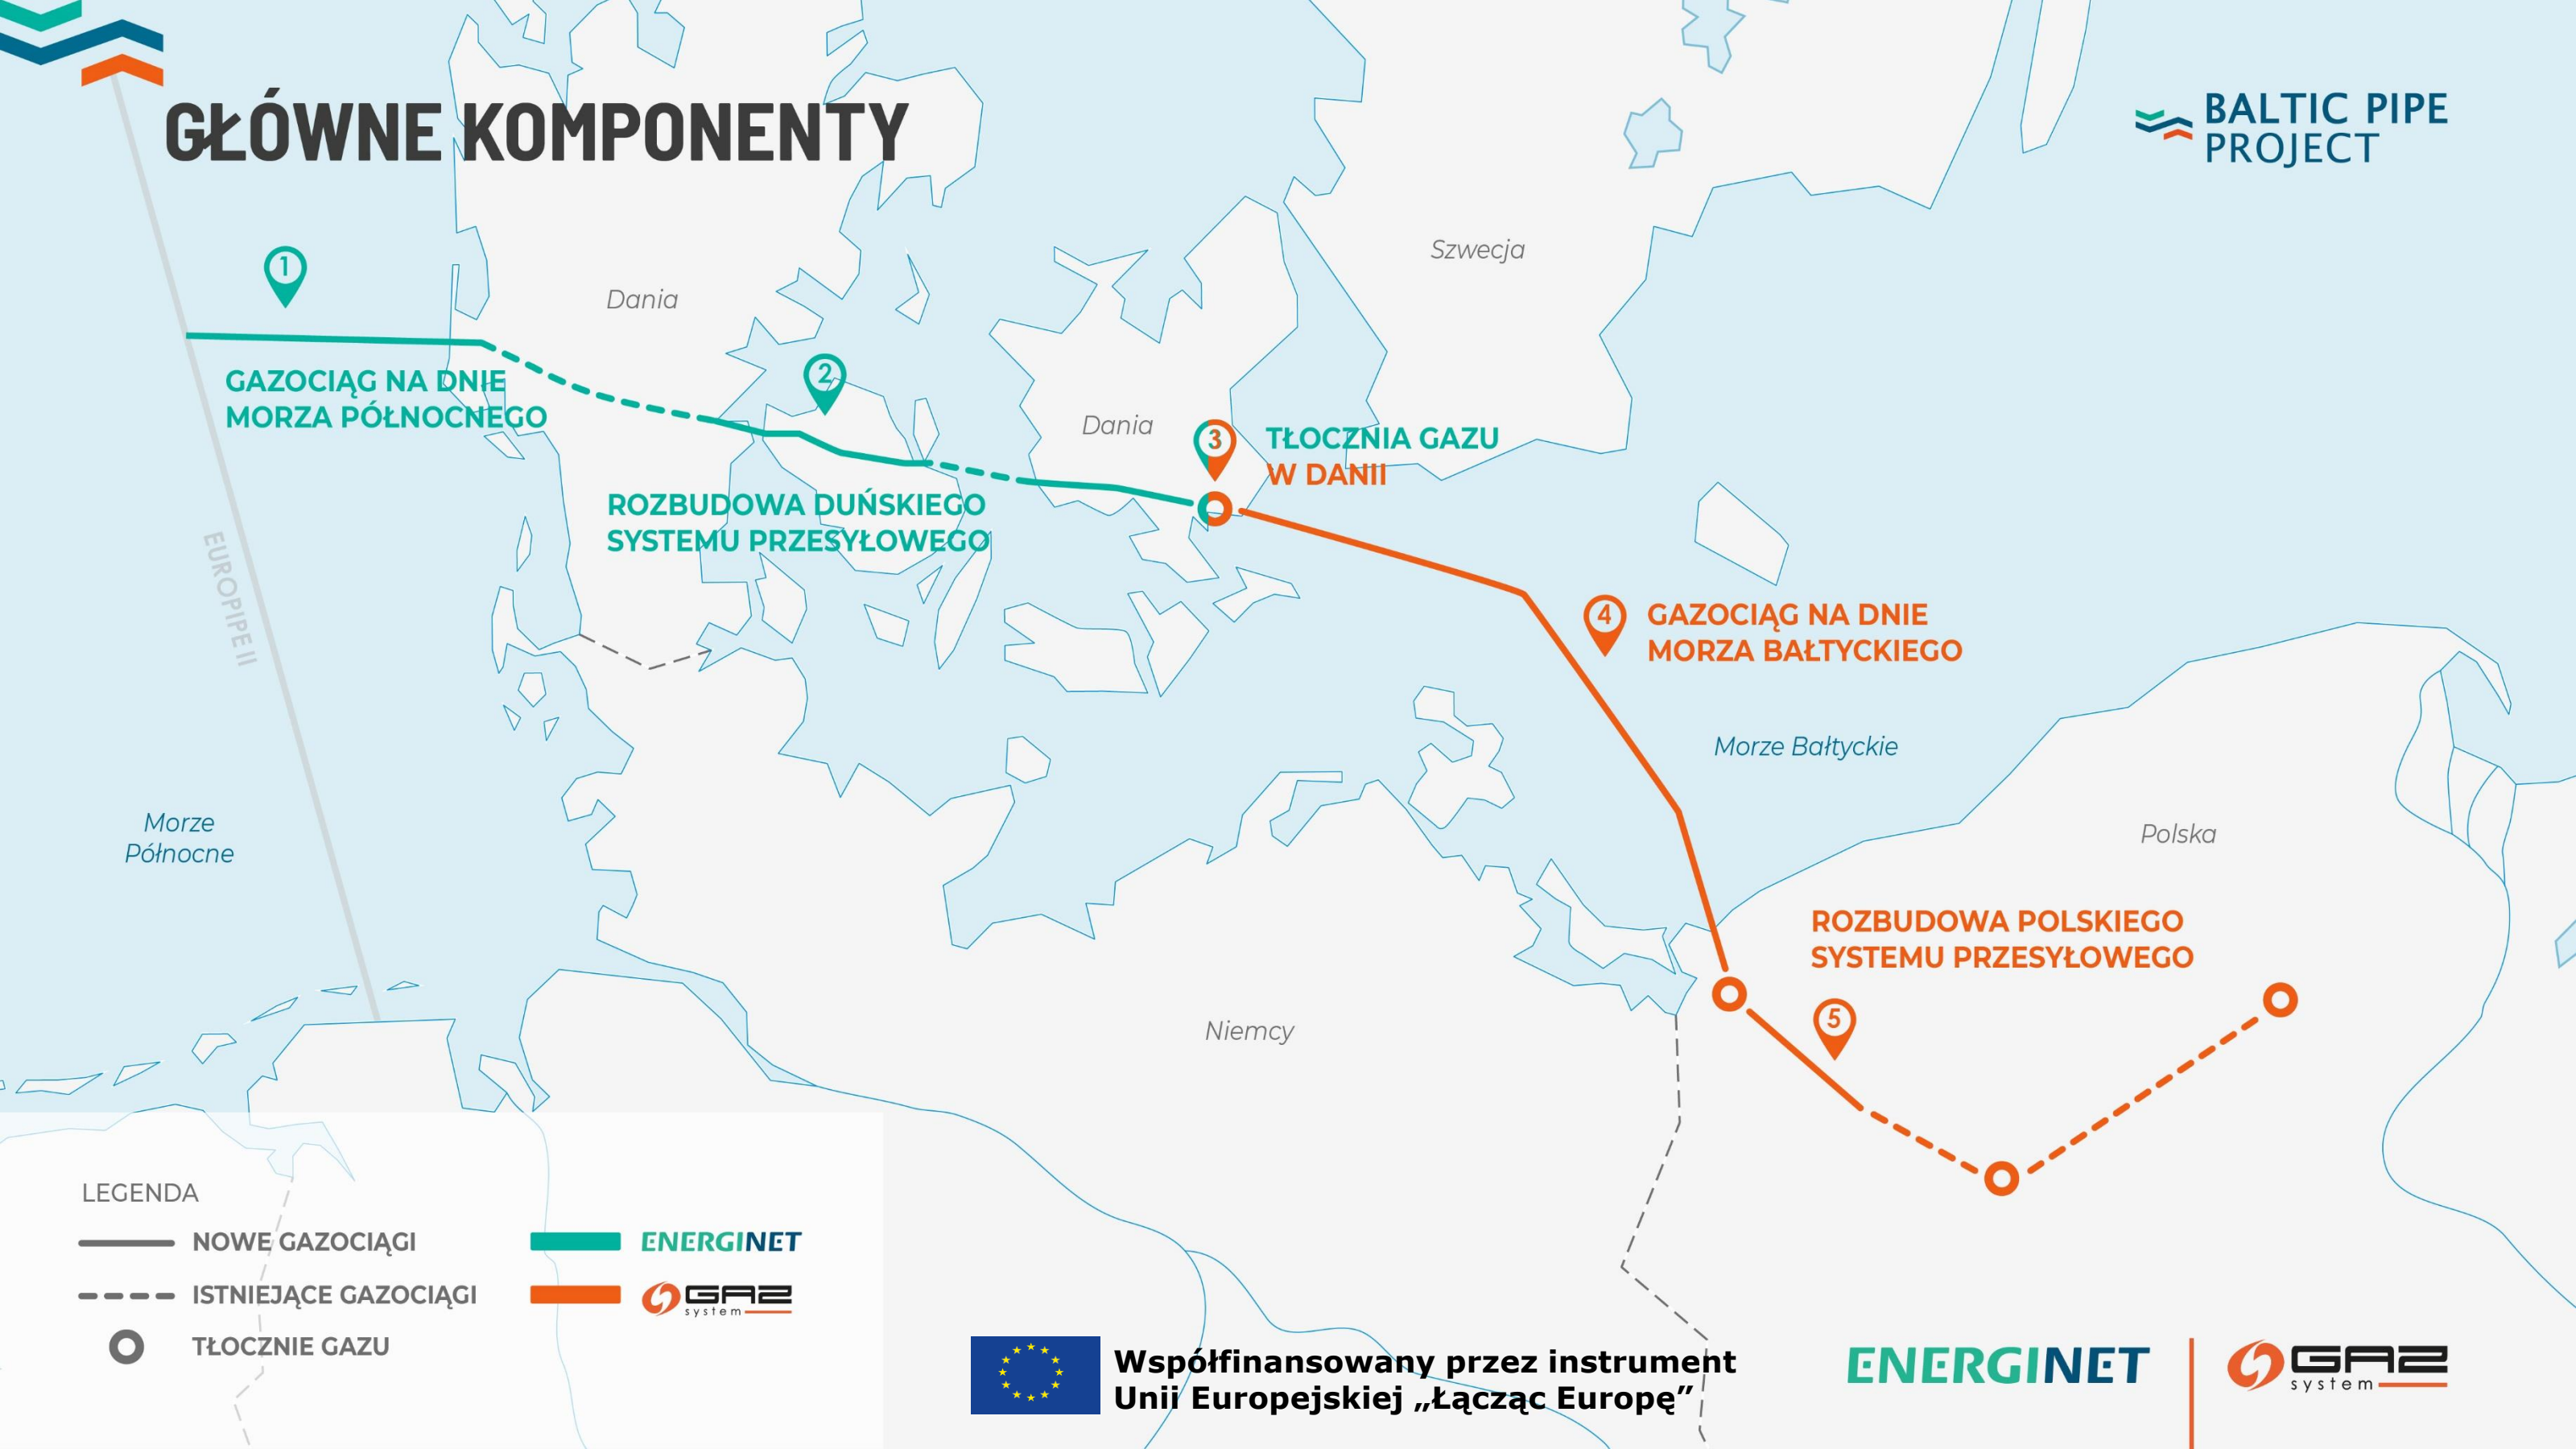 GŁÓWNE KOMPONENTY
BALTIC PIPE
PROJECT
Szwecja
1
Dania
GAZOCIĄG NA DNIE
MORZA PÓŁNOCNEGO
2
Dania
3
TŁOCZNIA GAZU
W DANII
ROZBUDOWA DUŃSKIEGO
SYSTEMU PRZESYŁOWEGO
EUROPIPE II
4
GAZOCIĄG NA DNIE
MORZA BAŁTYCKIEGO
Morze Bałtyckie
Morze
Północne
Polska
ROZBUDOWA POLSKIEGO
SYSTEMU PRZESYŁOWEGO
Niemcy
5
LEGENDA
NOWE GAZOCIĄGI
ISTNIEJĄCE GAZOCIĄGI
TŁOCZNIE GAZU
ENERGINET
GAZ
system
Współfinansowany przez instrument
Unii Europejskiej „Łącząc Europę”
ENERGINET
GAZ
system